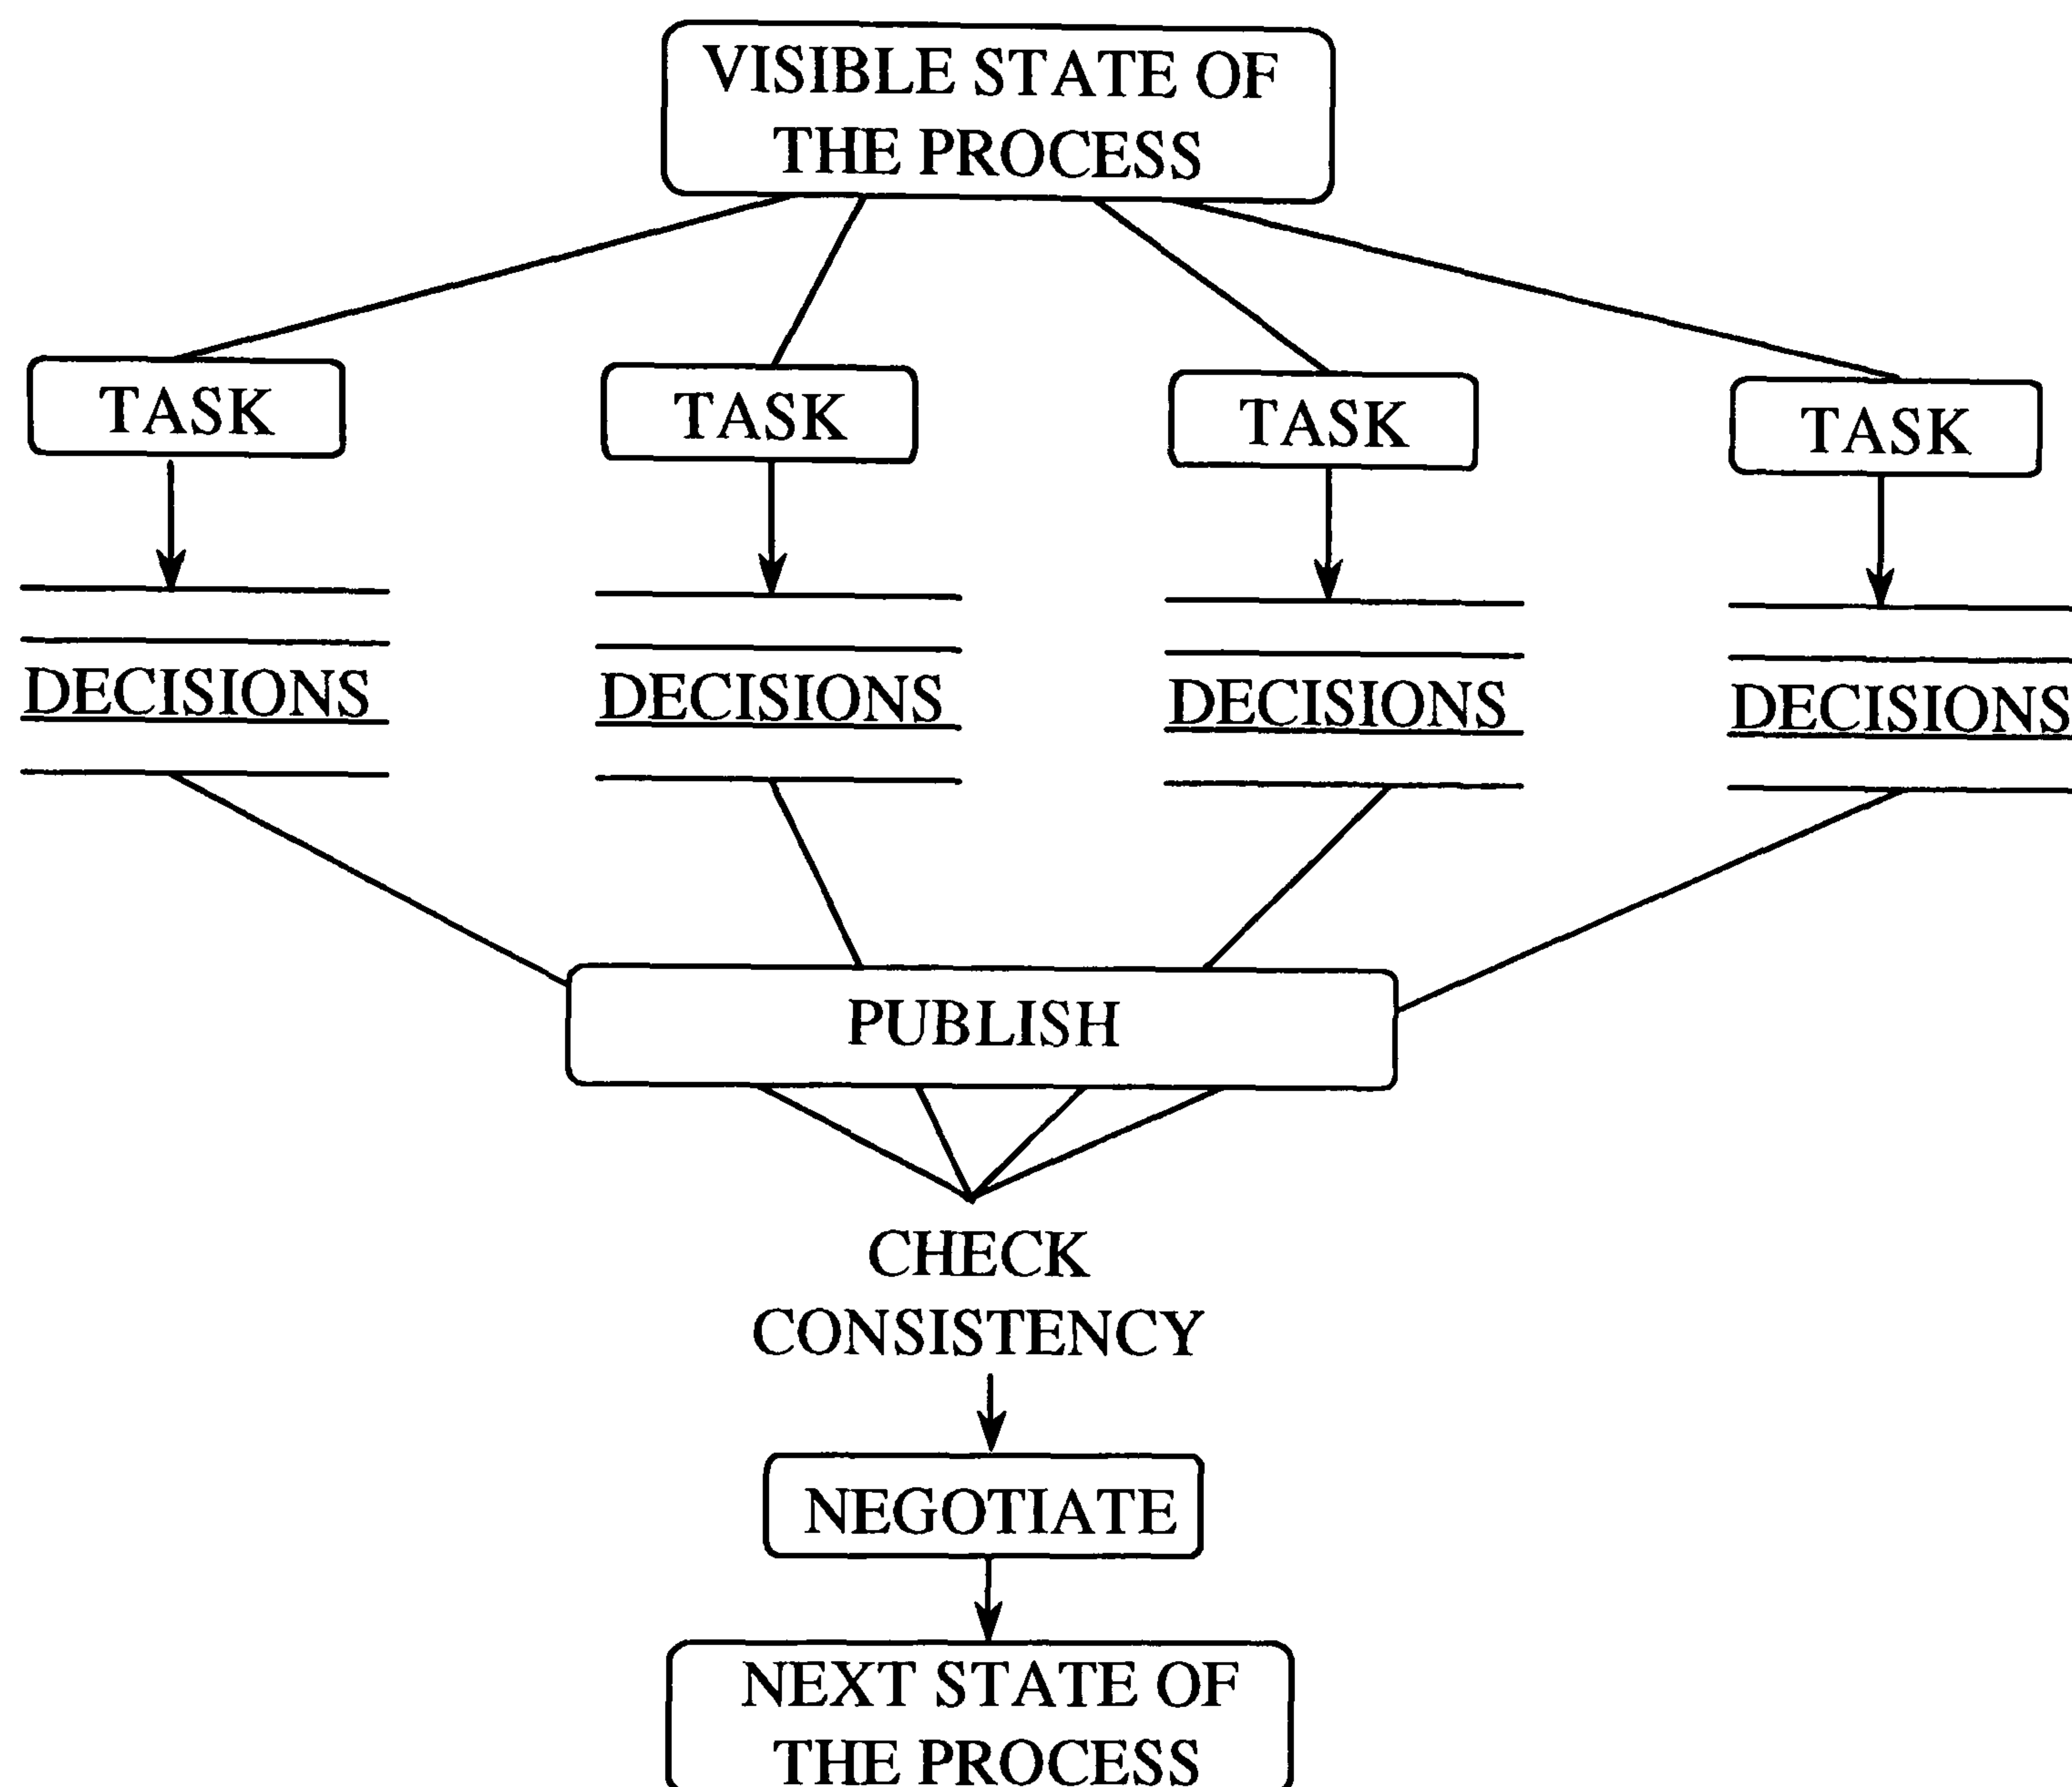 VISIBLE STATE OF
THE PROCESS
TASK
TASK
TASK
TASK
DECISIONS
DECISIONS
DECISIONS
DECISIONS
PUBLISH
CHECK
CONSISTENCY
NEGOTIATE
NEXT STATE OF
THE PROCESS